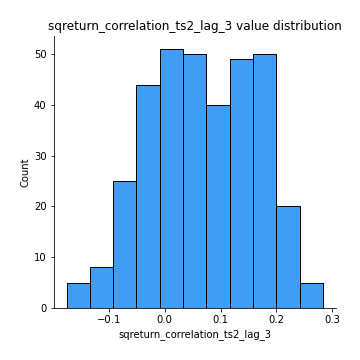 sqreturn_correlation_ts2_lag_3 value distribution
50
40
30
20
10
0
Count
−0.1 0.0 0.1 0.2 0.3
sqreturn_correlation_ts2_lag_3